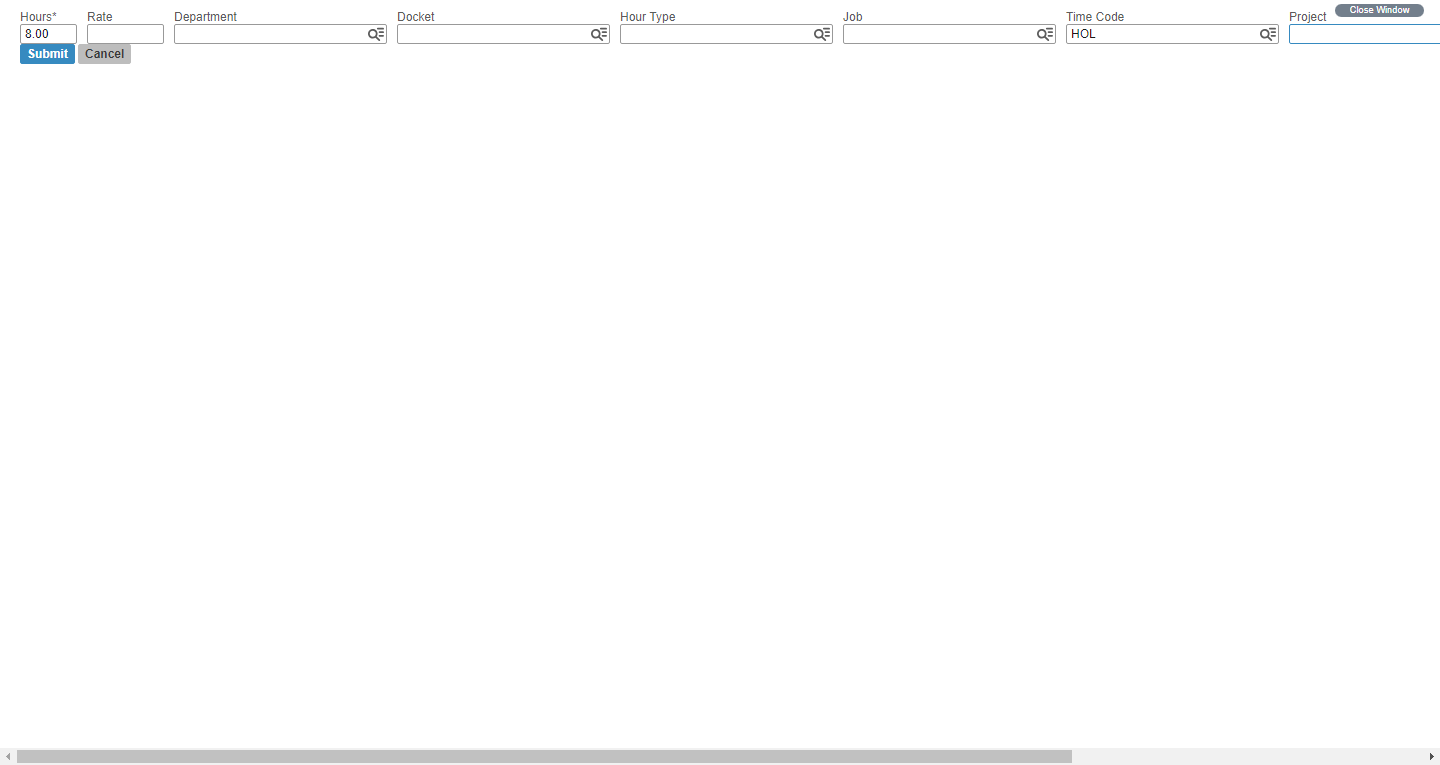 Close Window
Hours* Rate Department Docket Hour Type Job Time Code Project
8.00 HOL
Submit Cancel